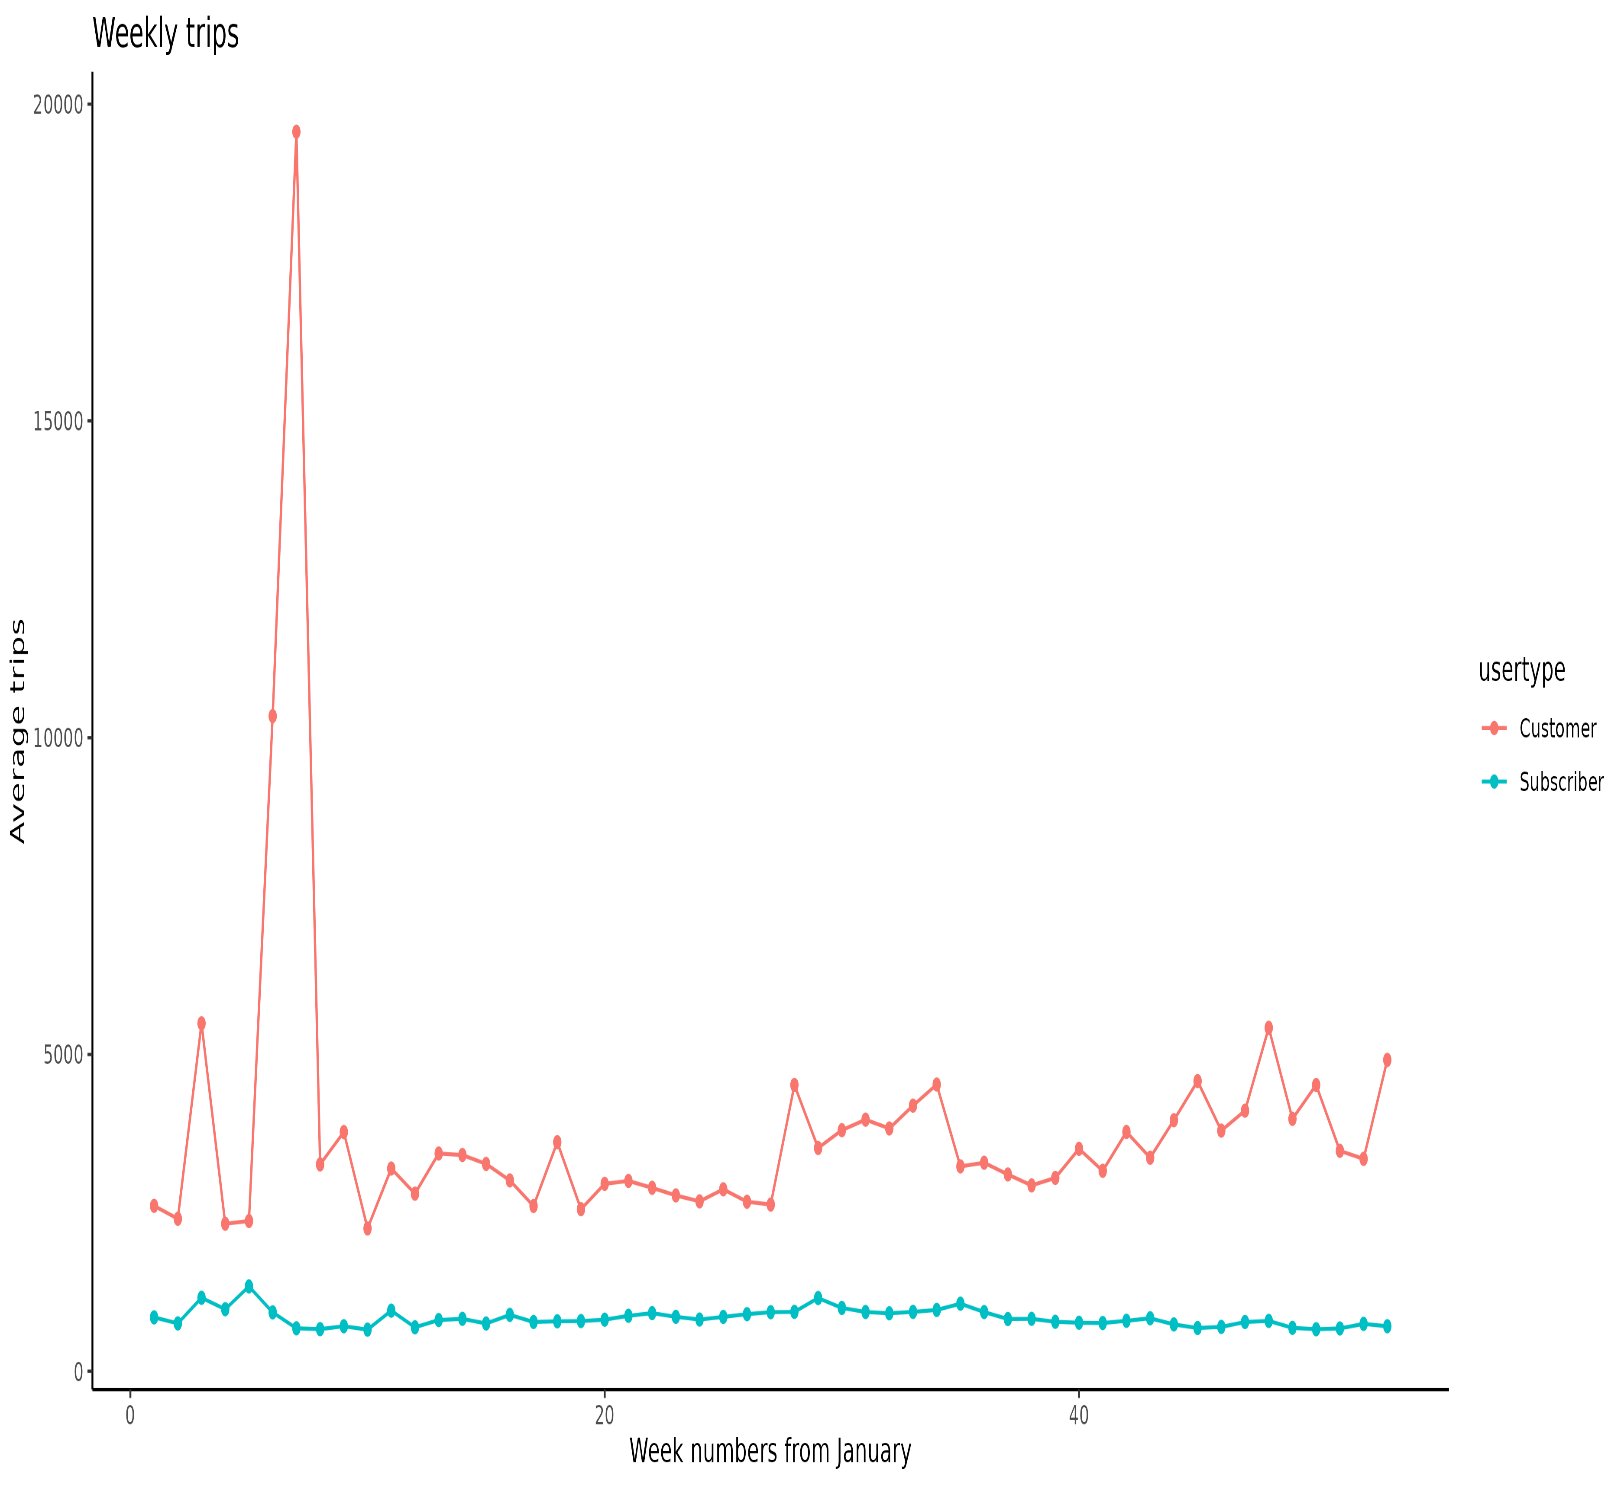 Weekly trips
20000
15000
10000
5000
0
Average trips
0 20 40
Week numbers from January
usertype
Customer
Subscriber